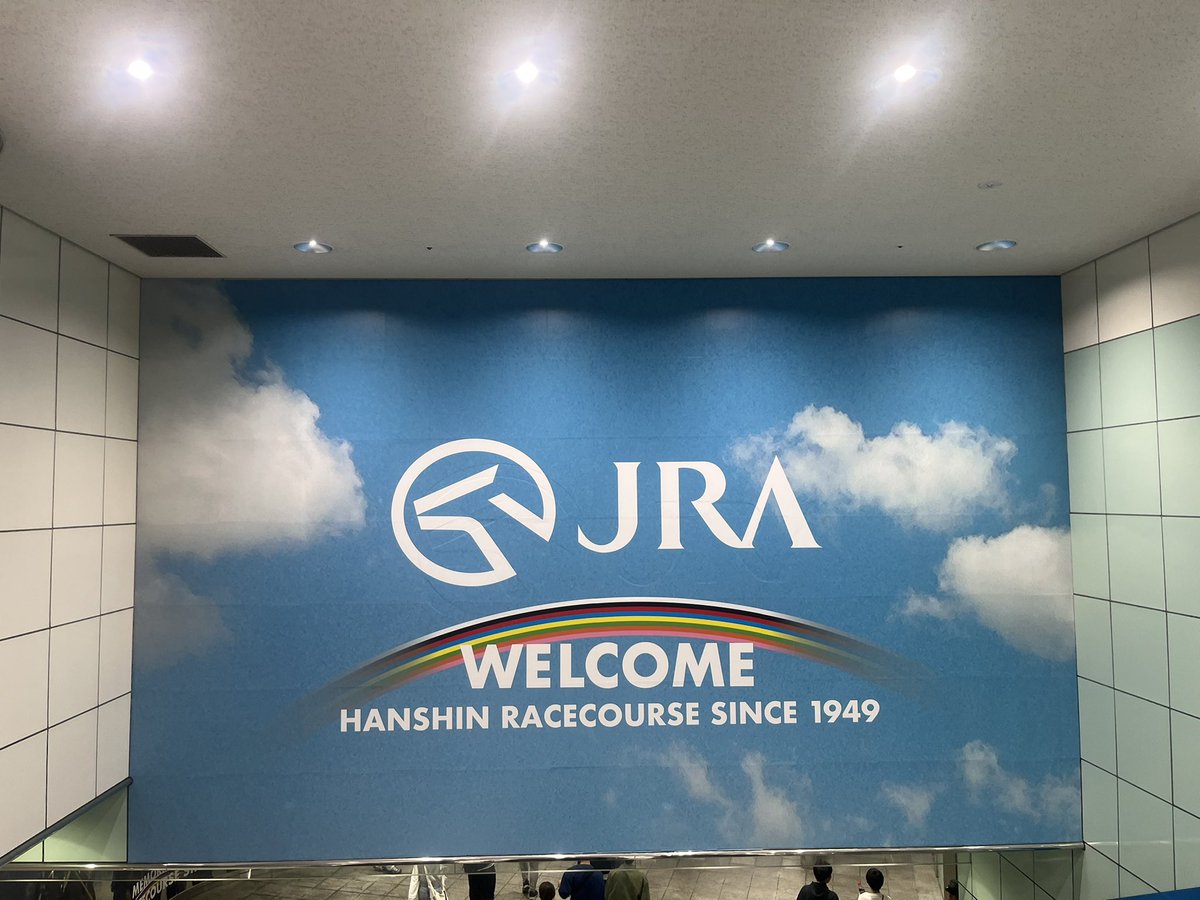 JRA
WELCOME
HANSHIN RACECOURSE SINCE 1949